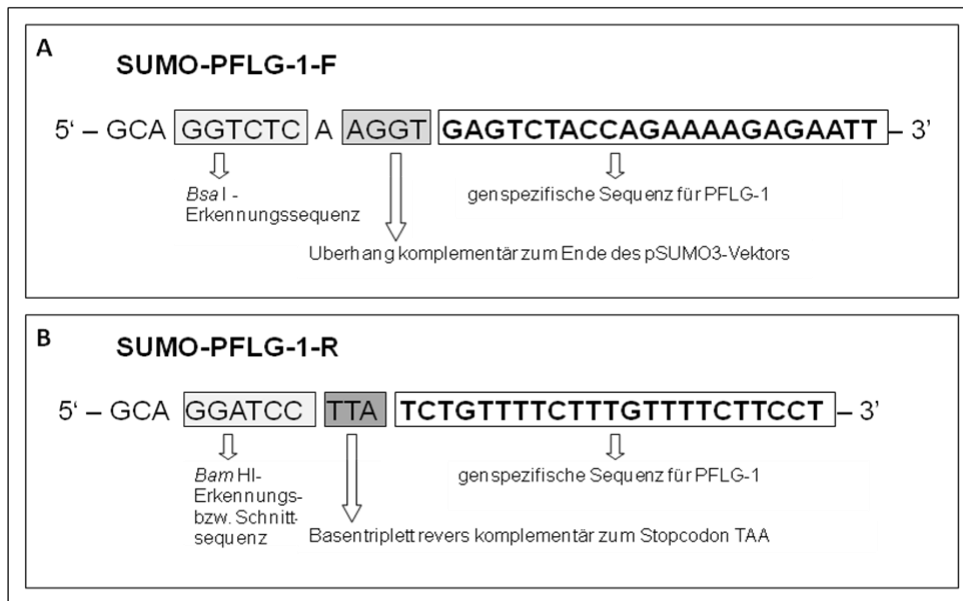 A
SUMO-PFLG-1-F
5‘ – GCA GGTCTC A AGGT GAGTCTACCAGAAAAGAGAATT – 3’
BsaI -
Erkennungssequenz
genspezifische Sequenz für PFLG-1
Uberhang komplementär zum Ende des pSUMO3-Vektors
B
SUMO-PFLG-1-R
5‘ – GCA GGATCC TTA TCTGTTTTCTTTGTTTTCTTCCT – 3’
BamHI-
Erkennungs-
bzw. Schnitt-
sequenz
genspezifische Sequenz für PFLG-1
Basentriplett revers komplementär zum Stopcodon TAA